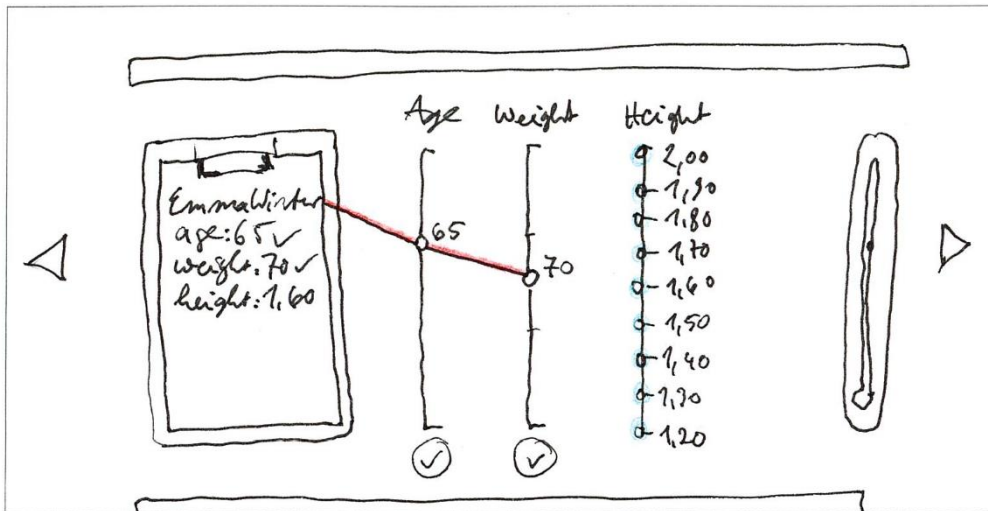 Age Weight Height
EmmaWinter
age: 65 ✓
weight: 70 ✓
height: 1,60
65
70
2,00
1,90
1,80
1,70
1,60
1,50
1,40
1,30
1,20